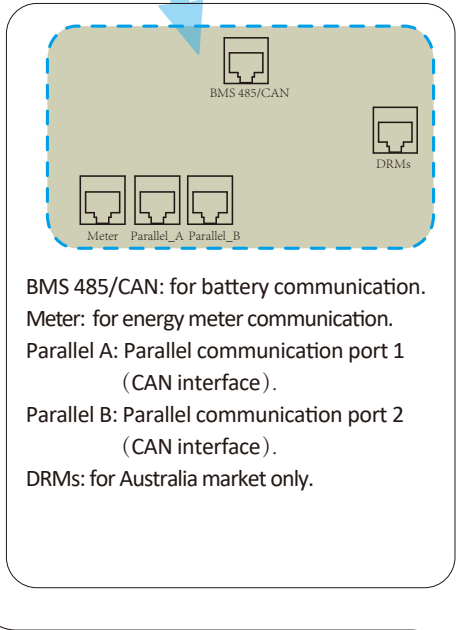 BMS 485/CAN
DRMs
Meter Parallel_A Parallel_B
BMS 485/CAN: for battery communication.
Meter: for energy meter communication.
Parallel A: Parallel communication port 1
（CAN interface）.
Parallel B: Parallel communication port 2
（CAN interface）.
DRMs: for Australia market only.